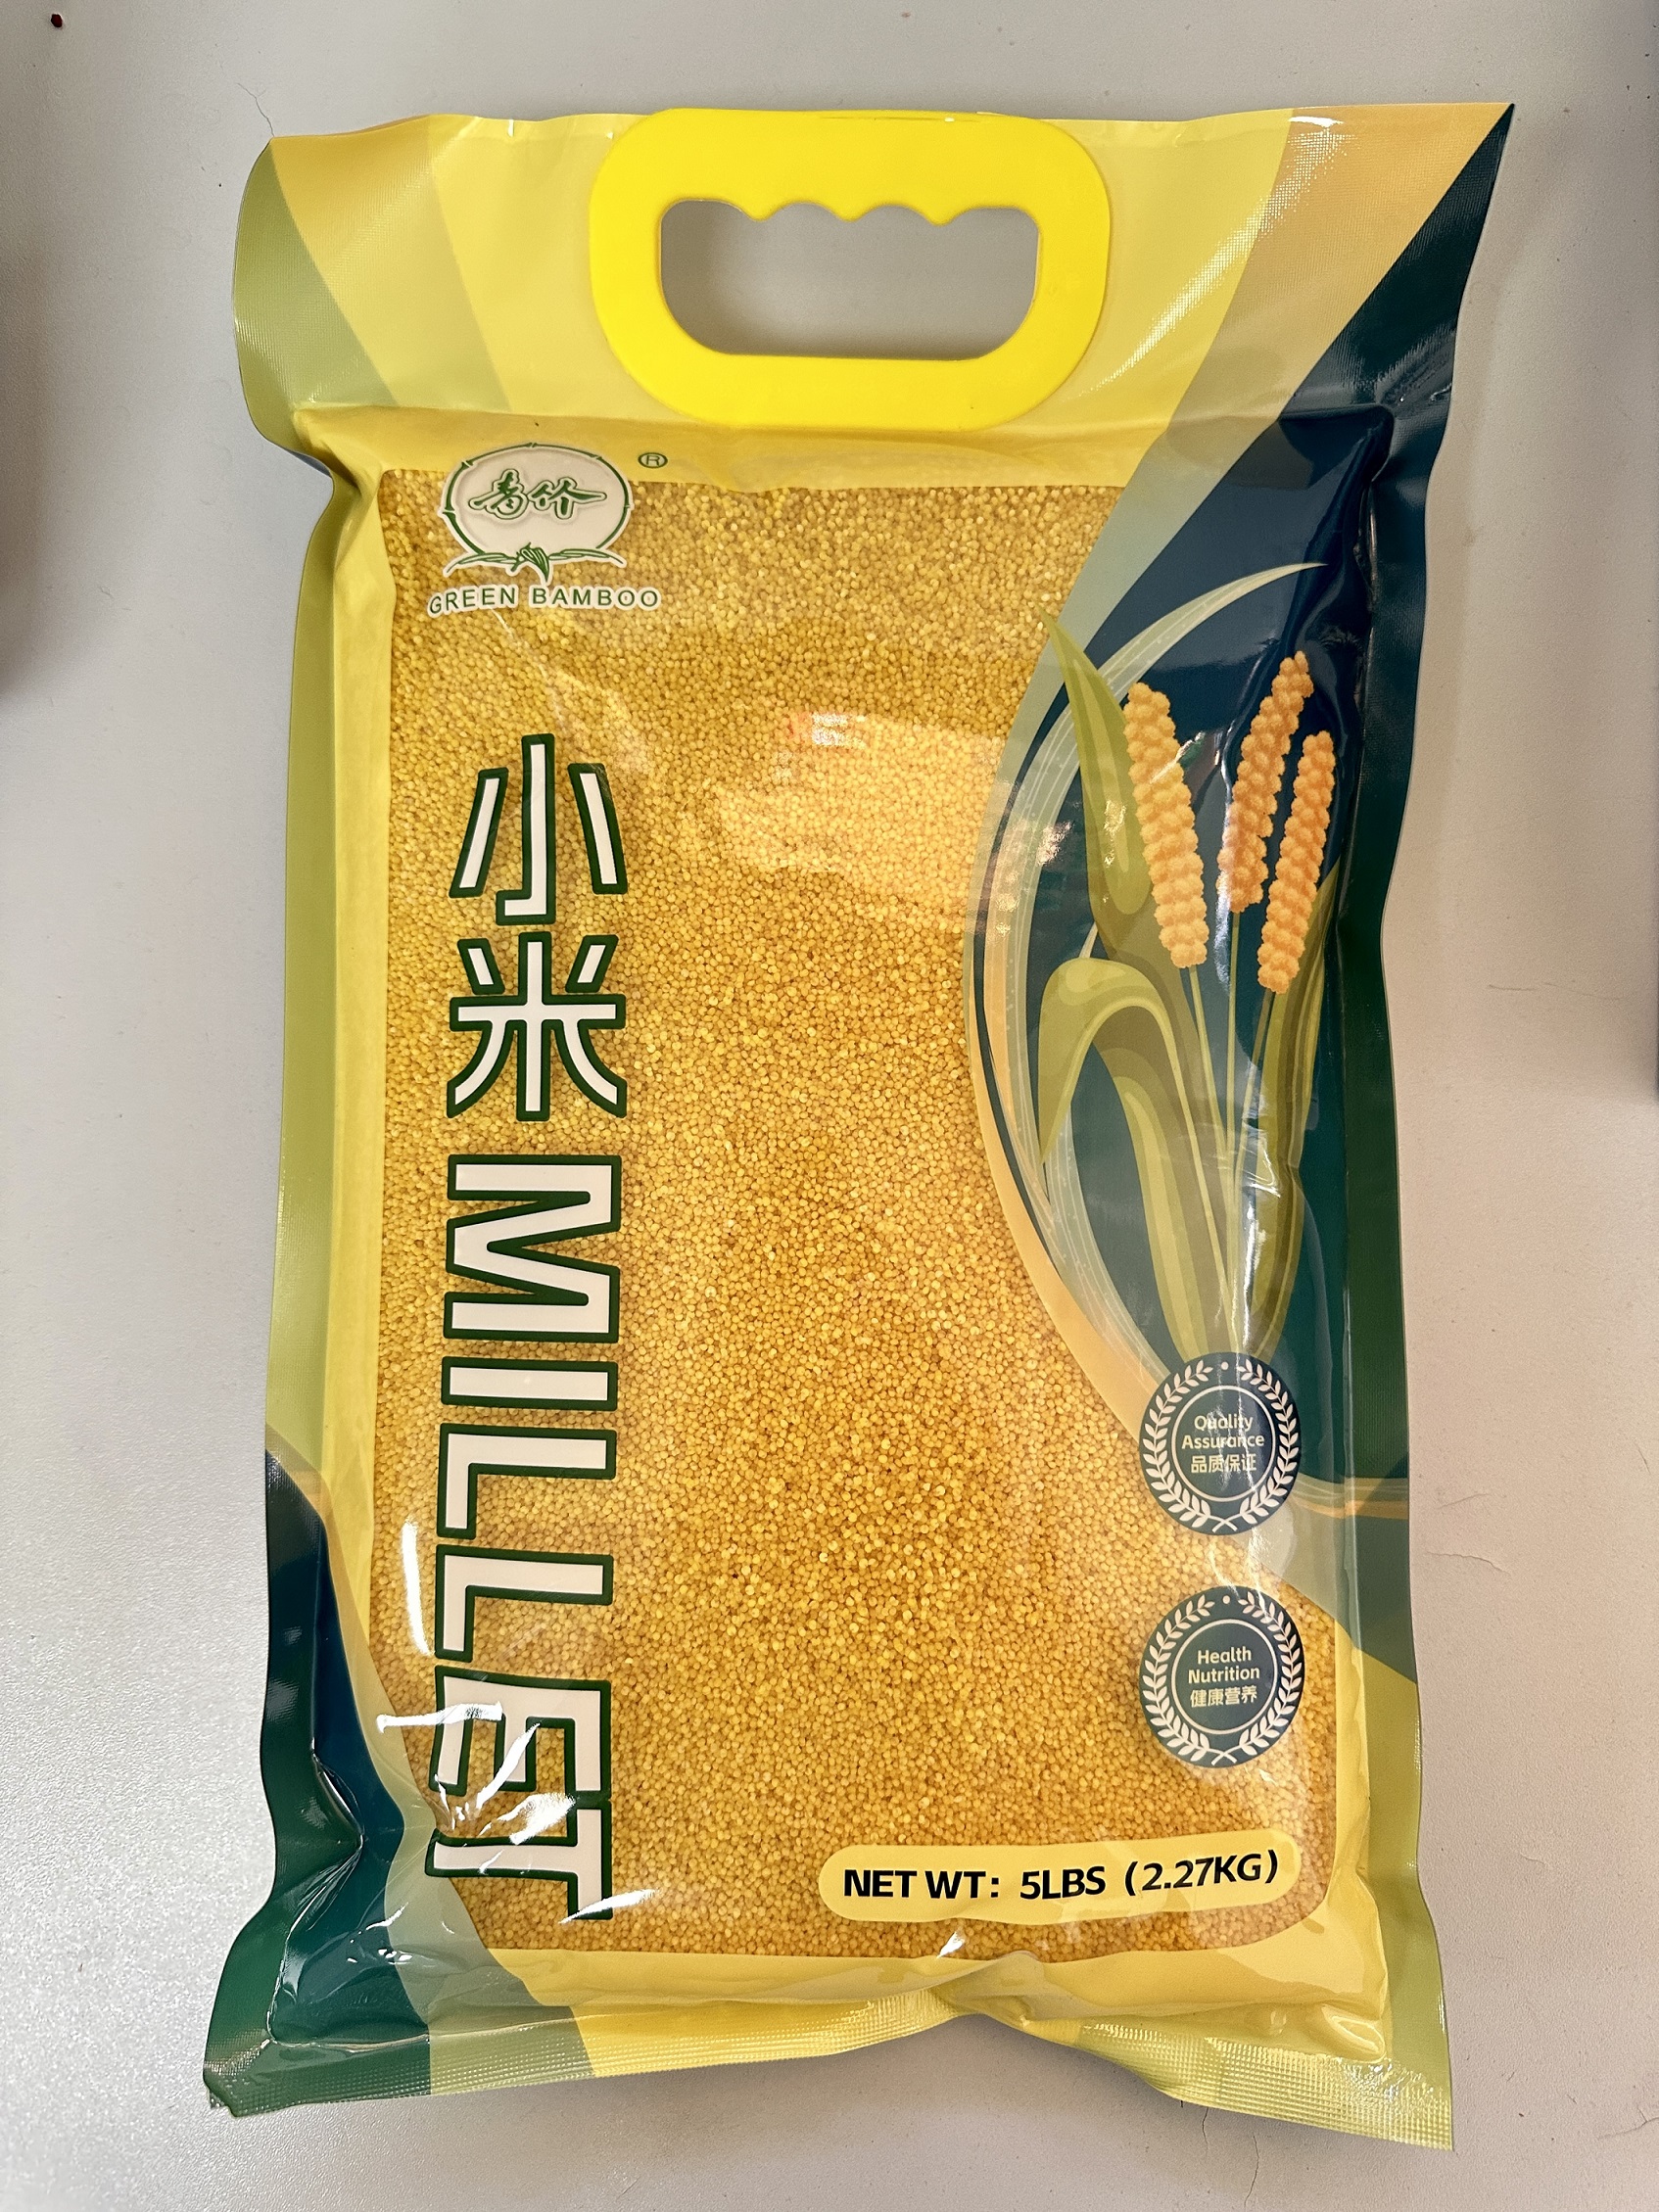 青竹
®
GREEN BAMBOO
小米 MILLET
Quality
Assurance
品质保证
Health
Nutrition
健康营养
NET WT: 5LBS (2.27KG)